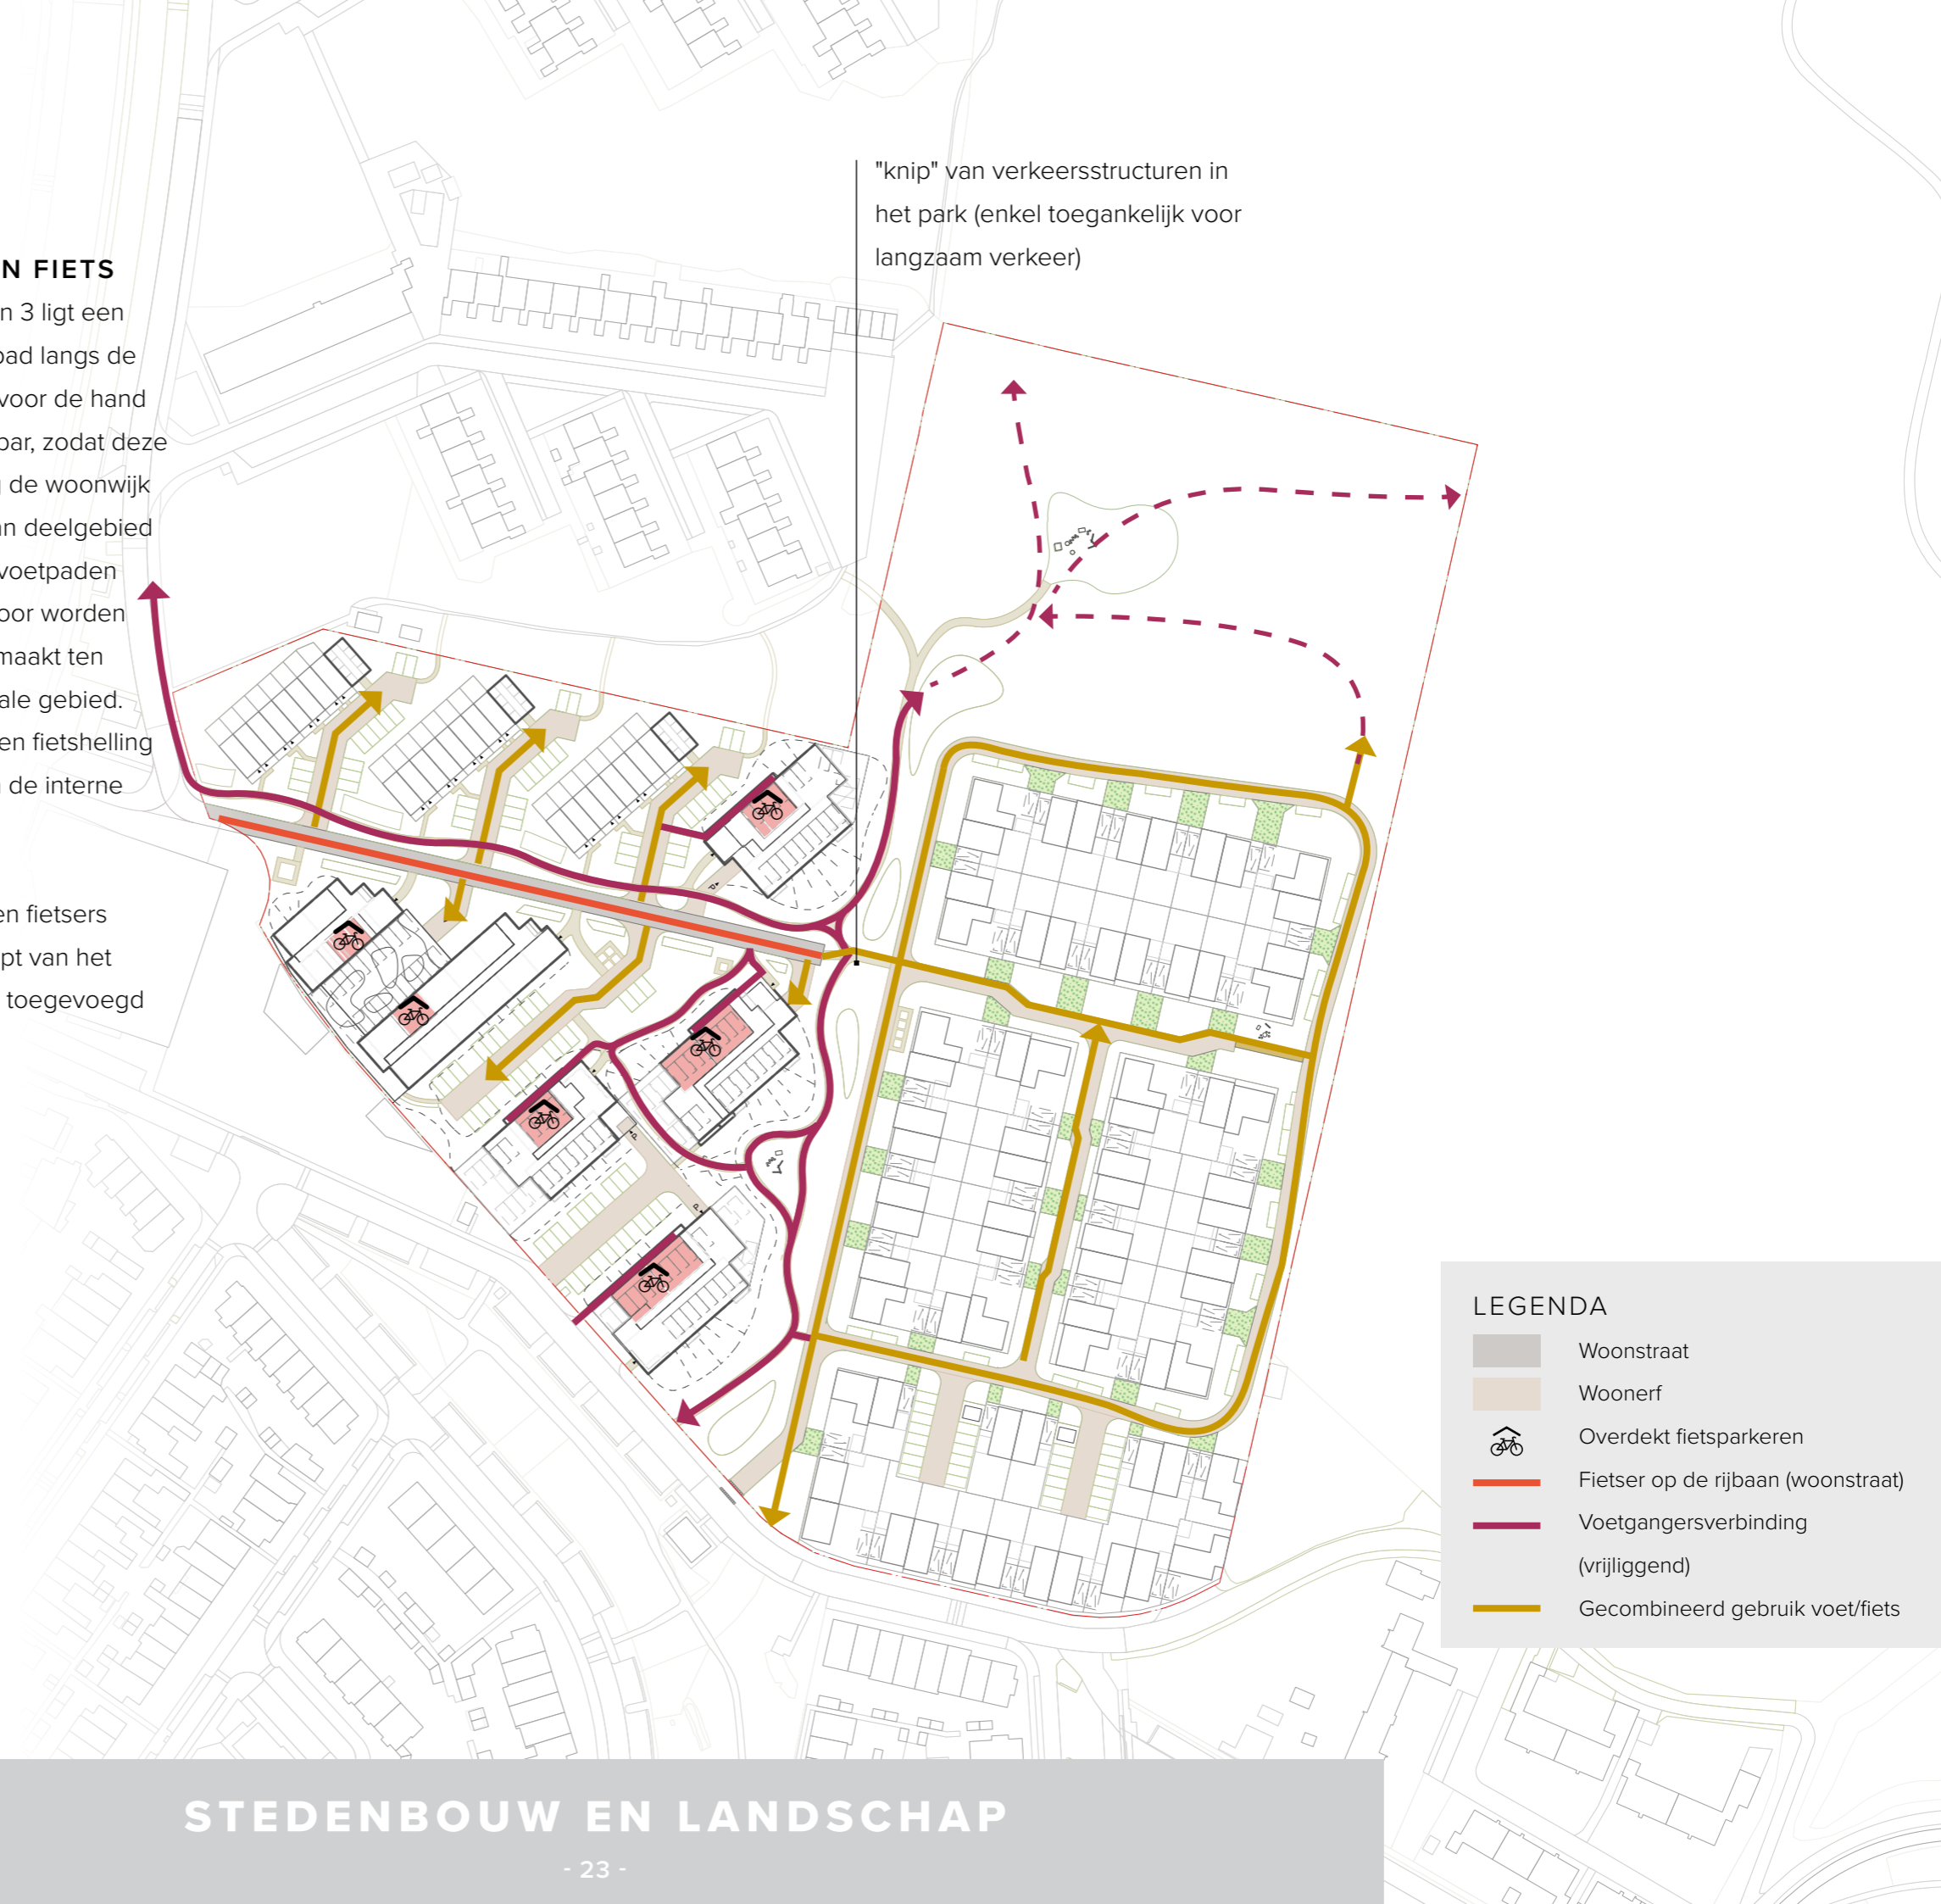 N FIETS
n 3 ligt een
pad langs de
voor de hand
bar, zodat deze
g de woonwijk
an deelgebied
voetpaden
oor worden
maakt ten
ale gebied.
en fietshelling
n de interne
en fietsers
pt van het
toegevoegd
"knip" van verkeersstructuren in
het park (enkel toegankelijk voor
langzaam verkeer)
P
P
P
LEGENDA
Woonstraat
Woonerf
Overdekt fietsparkeren
Fietser op de rijbaan (woonstraat)
Voetgangersverbinding
(vrijliggend)
Gecombineerd gebruik voet/fiets
STEDENBOUW EN LANDSCHAP
- 23 -